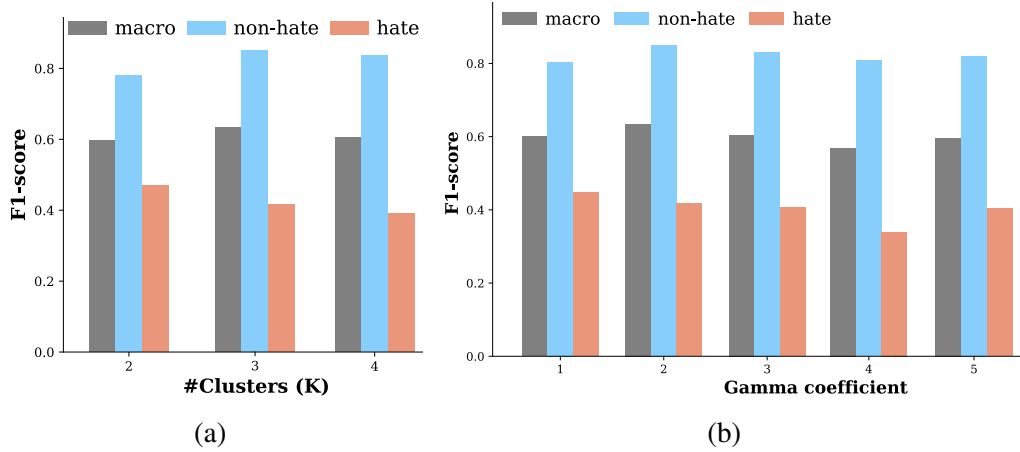 macro non-hate hate
F1-score
0.8
0.6
0.4
0.2
0.0
2 3 4
#Clusters (K)
(a)
macro non-hate hate
F1-score
0.8
0.6
0.4
0.2
0.0
1 2 3 4 5
Gamma coefficient
(b)